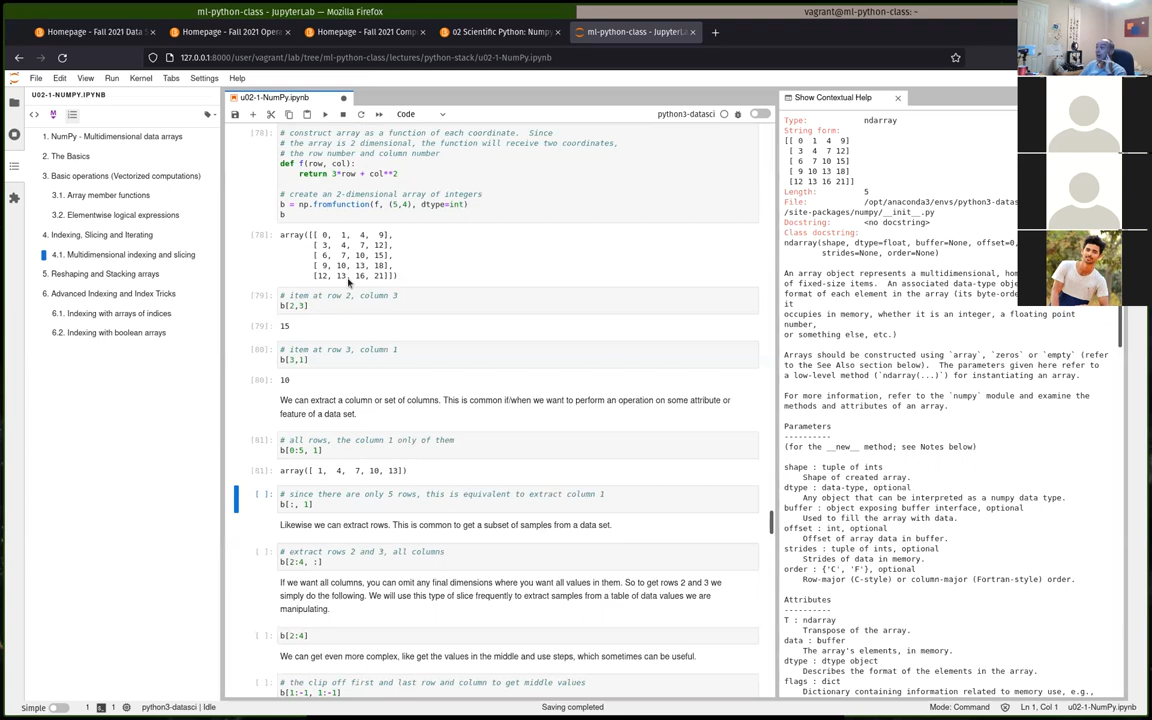 ml-python-class - JupyterLab — Mozilla Firefox
vagrant@ml-python-class: ~
Homepage - Fall 2021 Data S
Homepage - Fall 2021 Opera
Homepage - Fall 2021 Comp
02 Scientific Python: Nump
ml-python-class - JupyterLa
127.0.0.1:8000/user/vagrant/lab/tree/ml-python-class/lectures/python-stack/u02-1-NumPy.ipynb
File Edit View Run Kernel Tabs Settings Help
U02-1-NUMPY.IPYNB
1. NumPy - Multidimensional data arrays
2. The Basics
3. Basic operations (Vectorized computations)
3.1. Array member functions
3.2. Elementwise logical expressions
4. Indexing, Slicing and Iterating
4.1. Multidimensional indexing and slicing
5. Reshaping and Stacking arrays
6. Advanced Indexing and Index Tricks
6.1. Indexing with arrays of indices
6.2. Indexing with boolean arrays
u02-1-NumPy.ipynb
Code
python3-datasci
[78]: # construct array as a function of each coordinate. Since
# the array is 2 dimensional, the function will receive two coordinates,
# the row number and column number
def f(row, col):
return 3*row + col**2
# create an 2-dimensional array of integers
b = np.fromfunction(f, (5,4), dtype=int)
b
[78]: array([[ 0, 1, 4, 9],
[ 3, 4, 7, 12],
[ 6, 7, 10, 15],
[ 9, 10, 13, 18],
[12, 13, 16, 21]])
[79]: # item at row 2, column 3
b[2,3]
[79]: 15
[80]: # item at row 3, column 1
b[3,1]
[80]: 10
We can extract a column or set of columns. This is common if/when we want to perform an operation on some attribute or
feature of a data set.
[81]: # all rows, the column 1 only of them
b[0:5, 1]
[81]: array([ 1, 4, 7, 10, 13])
[ ]: # since there are only 5 rows, this is equivalent to extract column 1
b[:, 1]
Likewise we can extract rows. This is common to get a subset of samples from a data set.
[ ]: # extract rows 2 and 3, all columns
b[2:4, :]
If we want all columns, you can omit any final dimensions where you want all values in them. So to get rows 2 and 3 we
simply do the following. We will use this type of slice frequently to extract samples from a table of data values we are
manipulating.
[ ]: b[2:4]
We can get even more complex, like get the values in the middle and use steps, which sometimes can be useful.
[ ]: # the clip off first and last row and column to get middle values
b[1:-1, 1:-1]
Show Contextual Help
Type: ndarray
String form:
[[ 0 1 4 9]
[ 3 4 7 12]
[ 6 7 10 15]
[ 9 10 13 18]
[12 13 16 21]]
Length: 5
File: /opt/anaconda3/envs/python3-datas
/site-packages/numpy/__init__.py
Docstring: <no docstring>
Class docstring:
ndarray(shape, dtype=float, buffer=None, offset=0,
strides=None, order=None)
An array object represents a multidimensional, hom
of fixed-size items. An associated data-type obje
format of each element in the array (its byte-orde
it
occupies in memory, whether it is an integer, a floating point
number,
or something else, etc.)
Arrays should be constructed using `array`, `zeros` or `empty` (refer
to the See Also section below). The parameters given here refer to
a low-level method (`ndarray(...)`) for instantiating an array.
For more information, refer to the `numpy` module and examine the
methods and attributes of an array.
Parameters
----------
(for the __new__ method; see Notes below)
shape : tuple of ints
Shape of created array.
dtype : data-type, optional
Any object that can be interpreted as a numpy data type.
buffer : object exposing buffer interface, optional
Used to fill the array with data.
offset : int, optional
Offset of array data in buffer.
strides : tuple of ints, optional
Strides of data in memory.
order : {'C', 'F'}, optional
Row-major (C-style) or column-major (Fortran-style) order.
Attributes
----------
T : ndarray
Transpose of the array.
data : buffer
The array's elements, in memory.
dtype : dtype object
Describes the format of the elements in the array.
flags : dict
Dictionary containing information related to memory use, e.g.,
Simple 1 1 python3-datasci | Idle
Saving completed
Mode: Command Ln 1, Col 1 u02-1-NumPy.ipynb